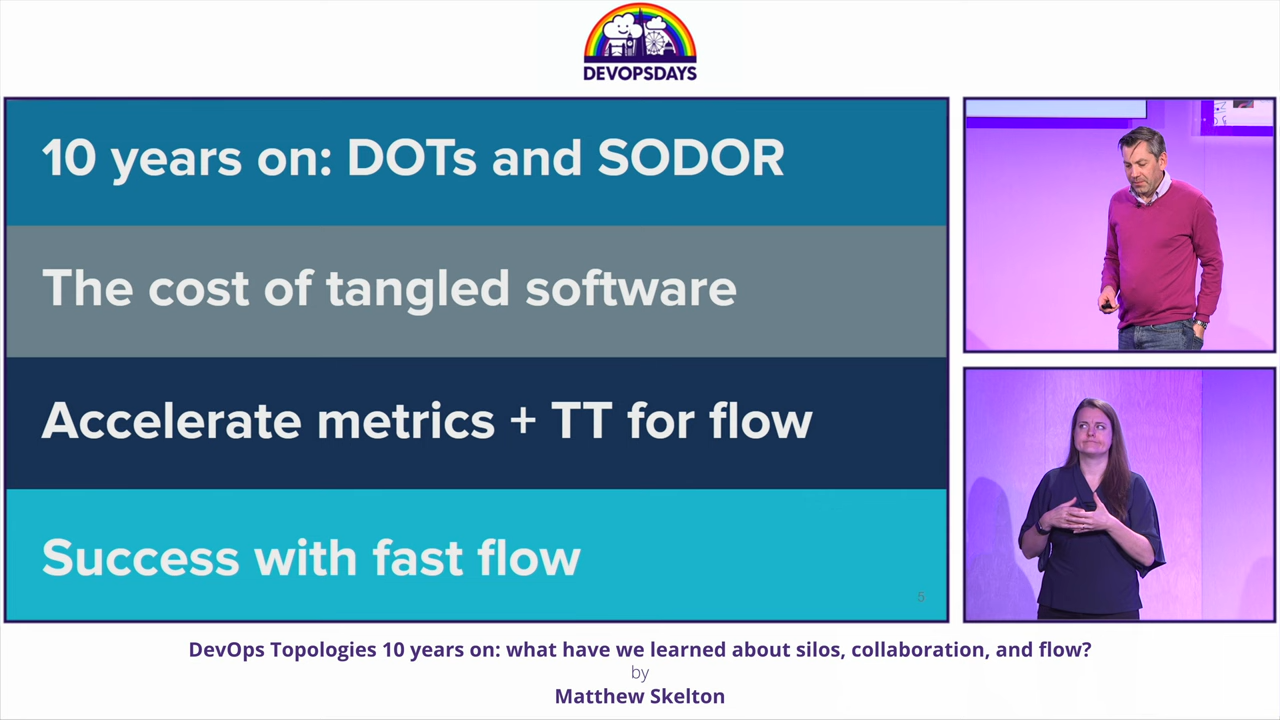 DEVOPSDAYS
10 years on: DOTs and SODOR
The cost of tangled software
Accelerate metrics + TT for flow
Success with fast flow
5
DevOps Topologies 10 years on: what have we learned about silos, collaboration, and flow?
by
Matthew Skelton